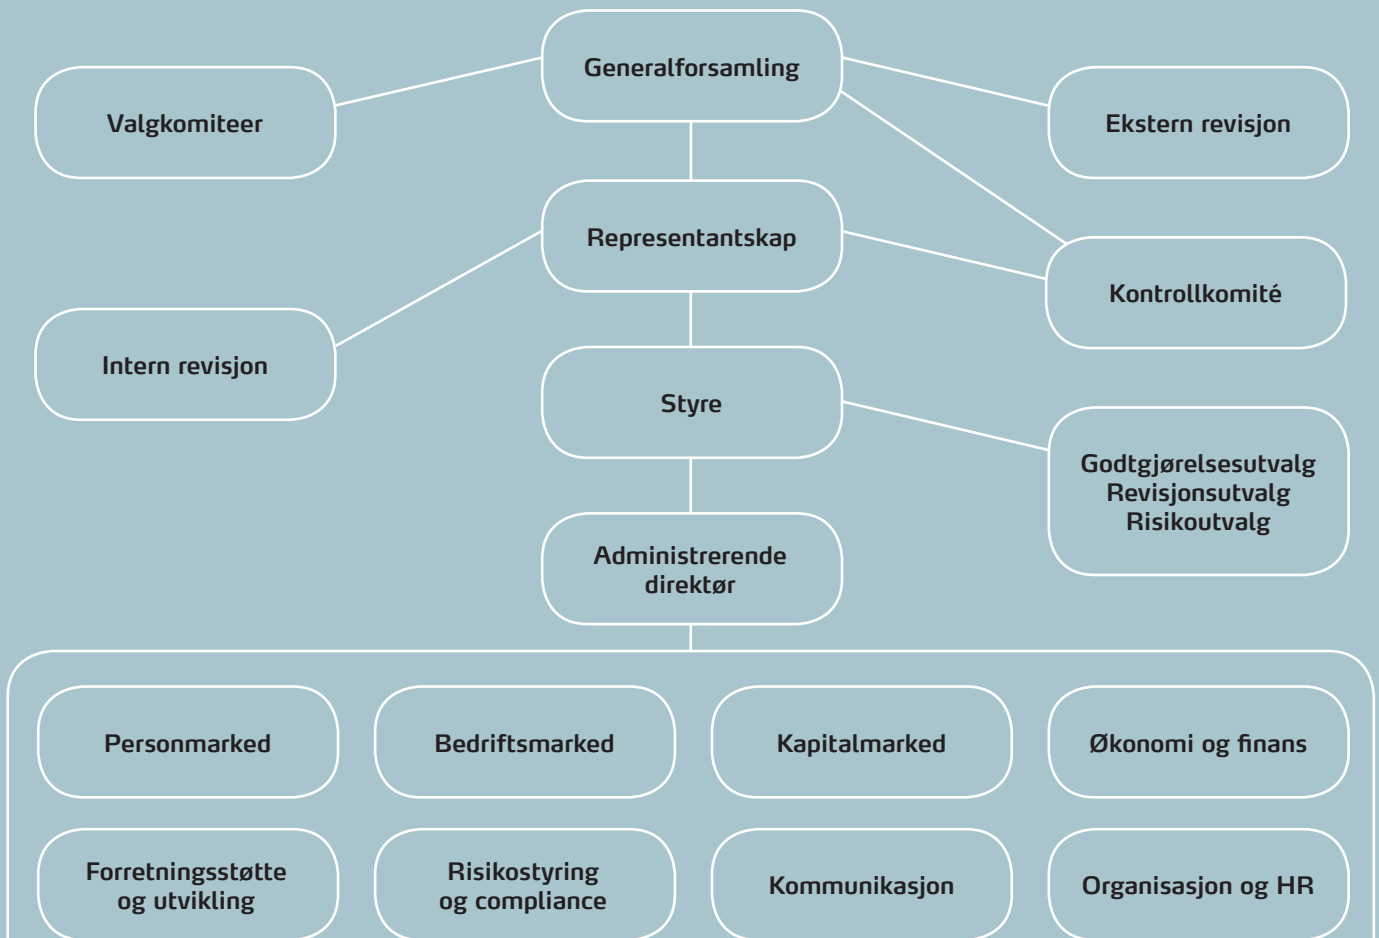 Generalforsamling
Valgkomiteer
Ekstern revisjon
Representantskap
Kontrollkomité
Intern revisjon
Styre
Godtgjørelsesutvalg
Revisjonsutvalg
Risikoutvalg
Administrerende
direktør
Personmarked
Bedriftsmarked
Kapitalmarked
Økonomi og finans
Forretningsstøtte
og utvikling
Risikostyring
og compliance
Kommunikasjon
Organisasjon og HR